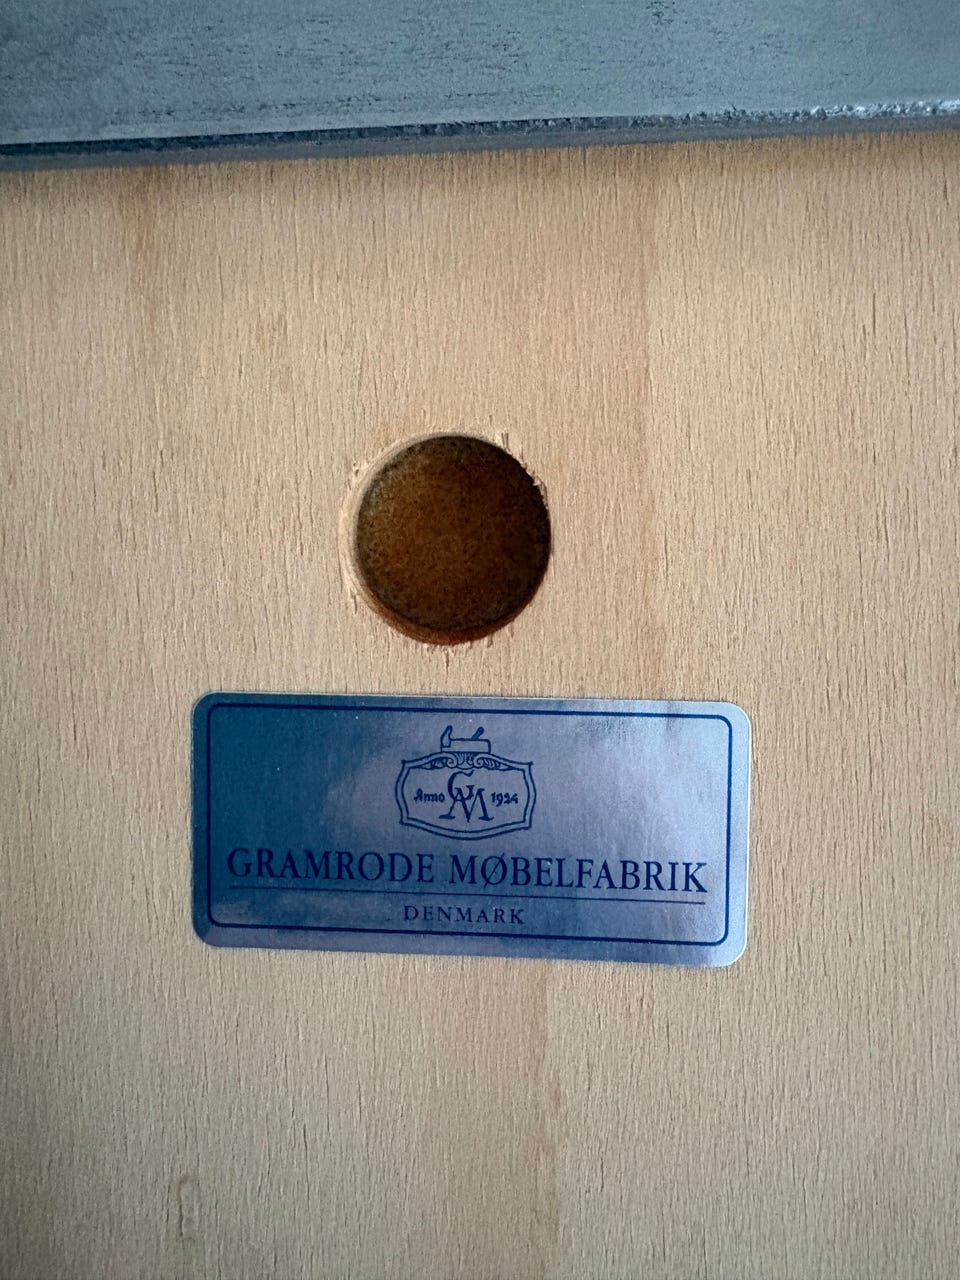 GM
Anno 1924
GRAMRODE MØBELFABRIK
DENMARK